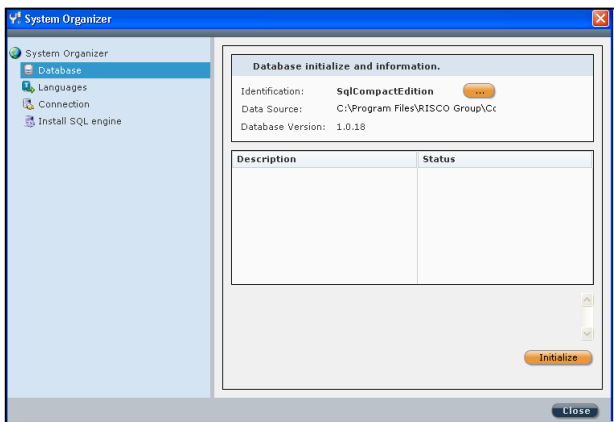 System Organizer
System Organizer
Database
Languages
Connection
Install SQL engine
Database initialize and information.
Identification: SqlCompactEdition ...
Data Source: C:\Program Files\RISCO Group\Cc
Database Version: 1.0.18
Description Status
Initialize
Close